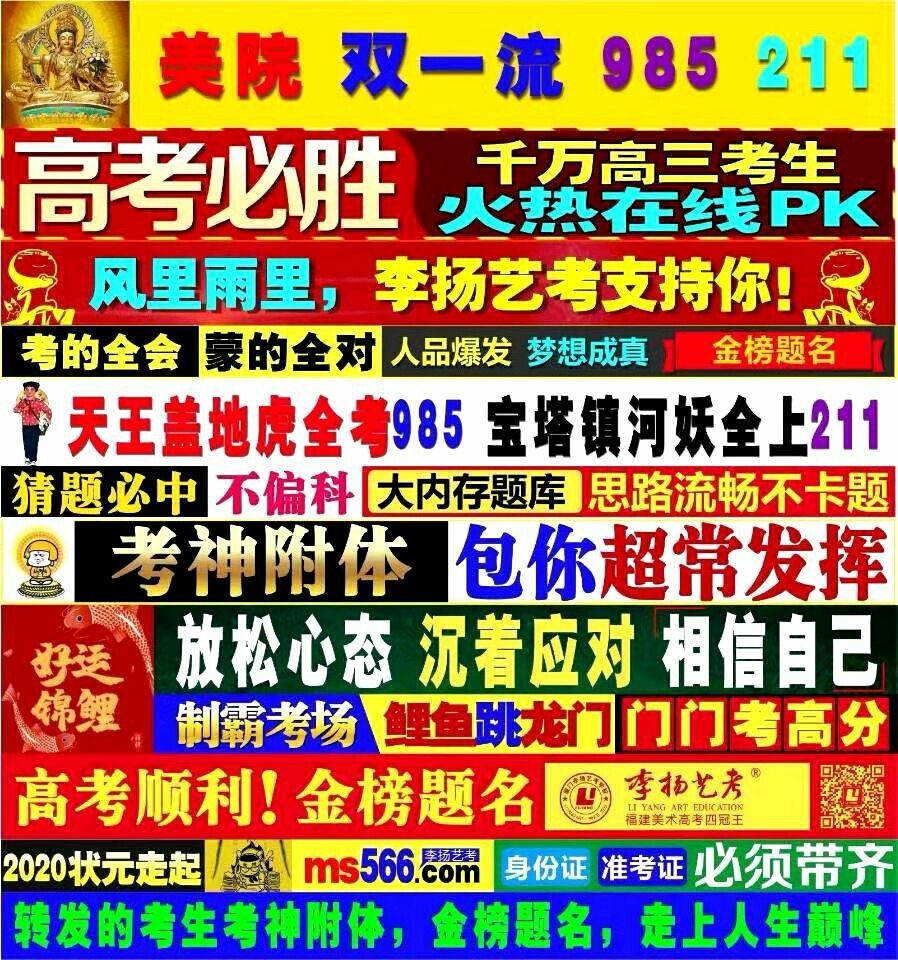 美院 双一流 985 211
高考必胜
千万高三考生
火热在线PK
风里雨里，李扬艺考支持你！
考的全会 蒙的全对 人品爆发 梦想成真 金榜题名
天王盖地虎全考985 宝塔镇河妖全上211
猜题必中 不偏科 大内存题库 思路流畅不卡题
考神附体 包你超常发挥
好运
锦鲤
放松心态 沉着应对 相信自己
制霸考场 鲤鱼跳龙门 门门考高分
高考顺利！金榜题名
李扬艺考®
LI YANG ART EDUCATION
福建美术高考四冠王
2020状元走起 ms566.com 李扬艺考 身份证 准考证 必须带齐
转发的考生考神附体，金榜题名，走上人生巅峰